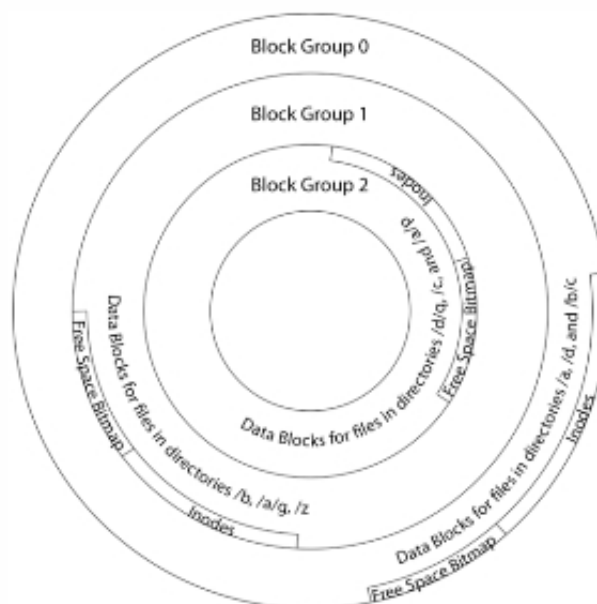 Block Group 0
Block Group 1
Block Group 2
Inodes
Free Space Bitmap
Data Blocks for files in directories /d/q, /c, and /a/p
Free Space Bitmap
Inodes
Data Blocks for files in directories /b, /a/g, /z
Data Blocks for files in directories /a, /d, and /b/c
Inodes
Free Space Bitmap